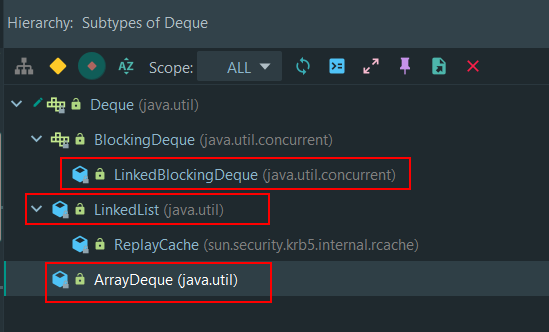 Hierarchy: Subtypes of Deque
Scope: ALL
Deque (java.util)
BlockingDeque (java.util.concurrent)
LinkedBlockingDeque (java.util.concurrent)
LinkedList (java.util)
ReplayCache (sun.security.krb5.internal.rcache)
ArrayDeque (java.util)